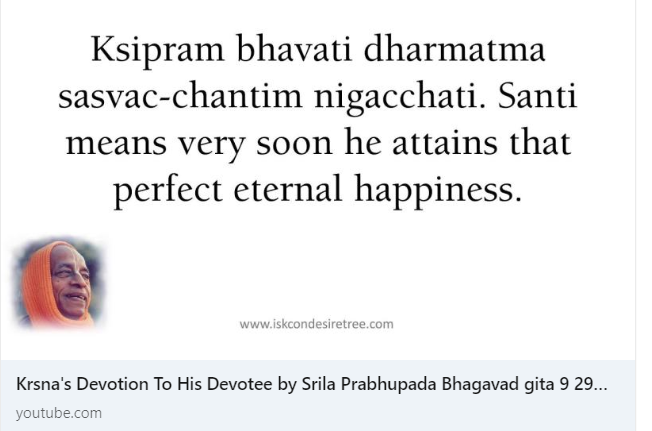 Ksipram bhavati dharmatma
sasvac-chantim nigacchati. Santi
means very soon he attains that
perfect eternal happiness.
www.iskcondesiretree.com
Krsna's Devotion To His Devotee by Srila Prabhupada Bhagavad gita 9 29...
youtube.com